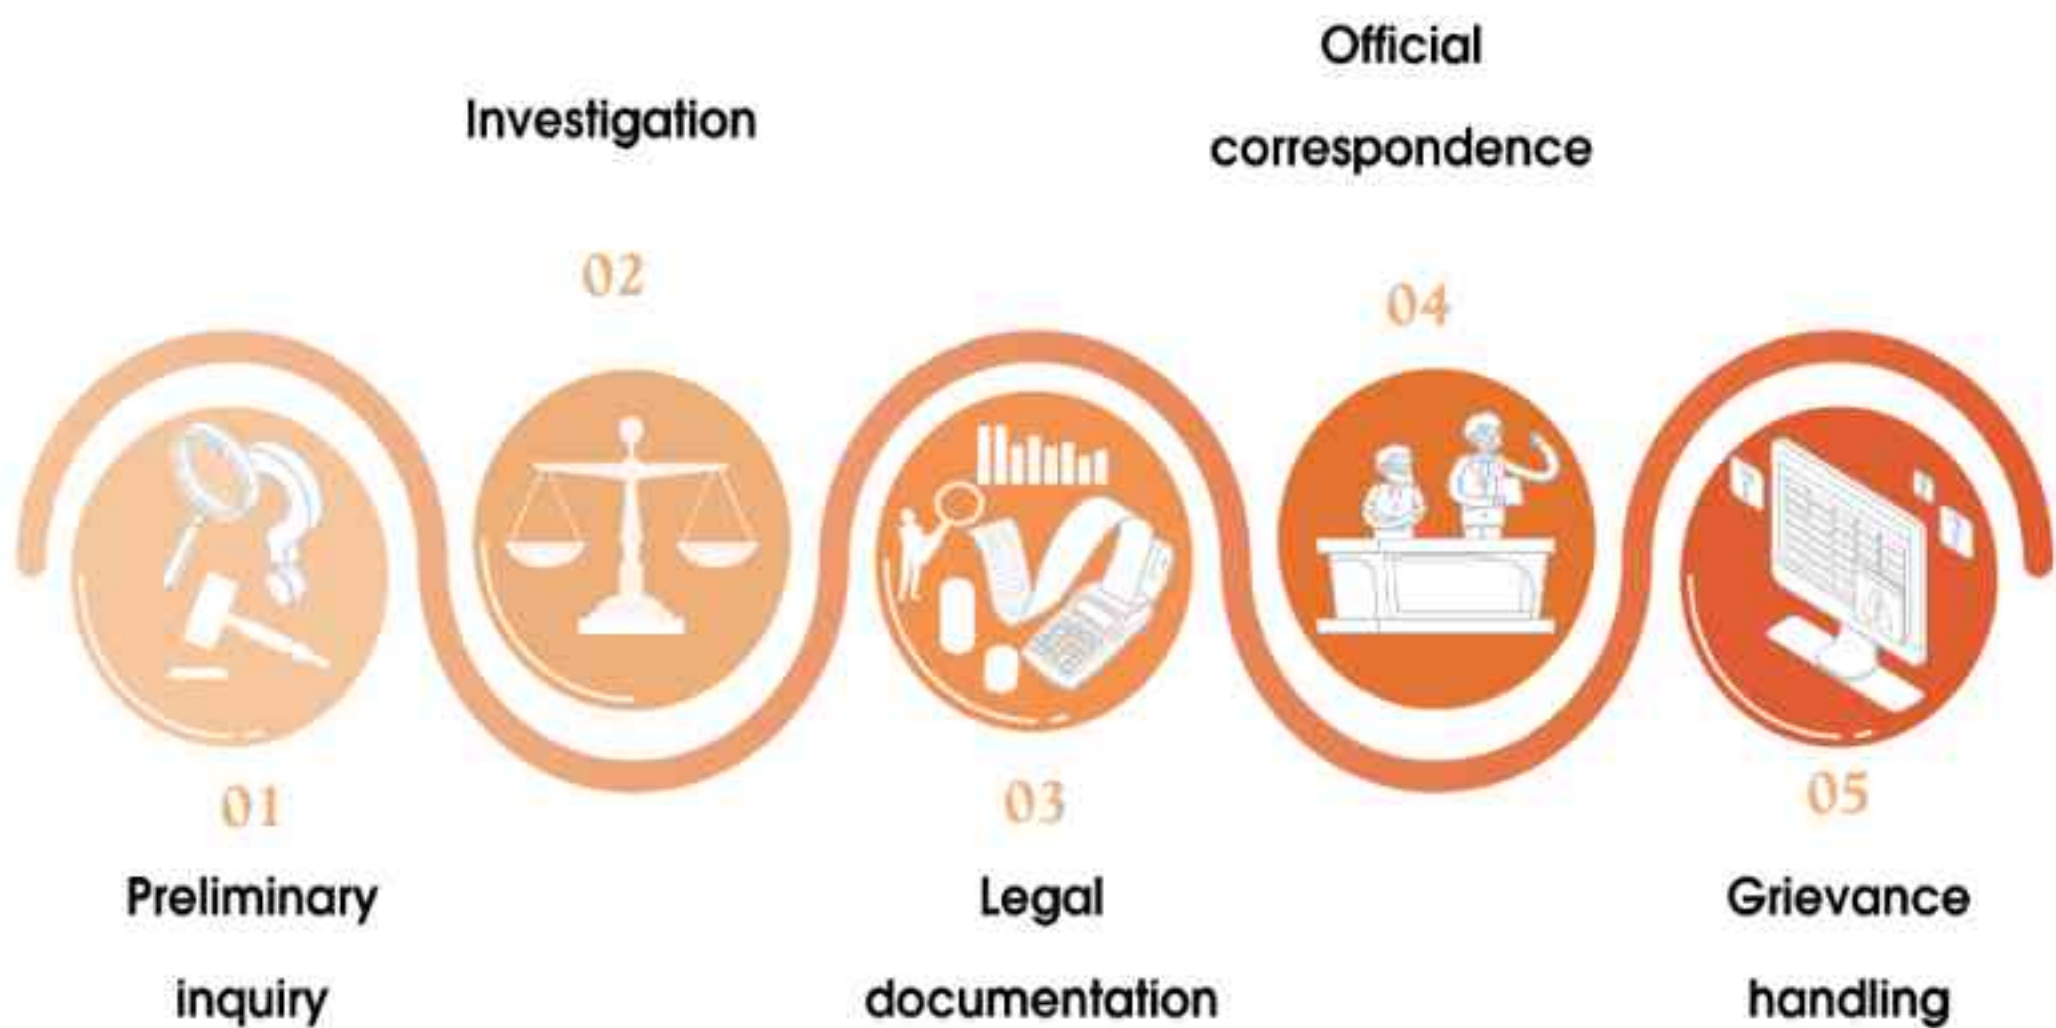 01
Preliminary
inquiry
Investigation
02
03
Legal
documentation
Official
correspondence
04
05
Grievance
handling